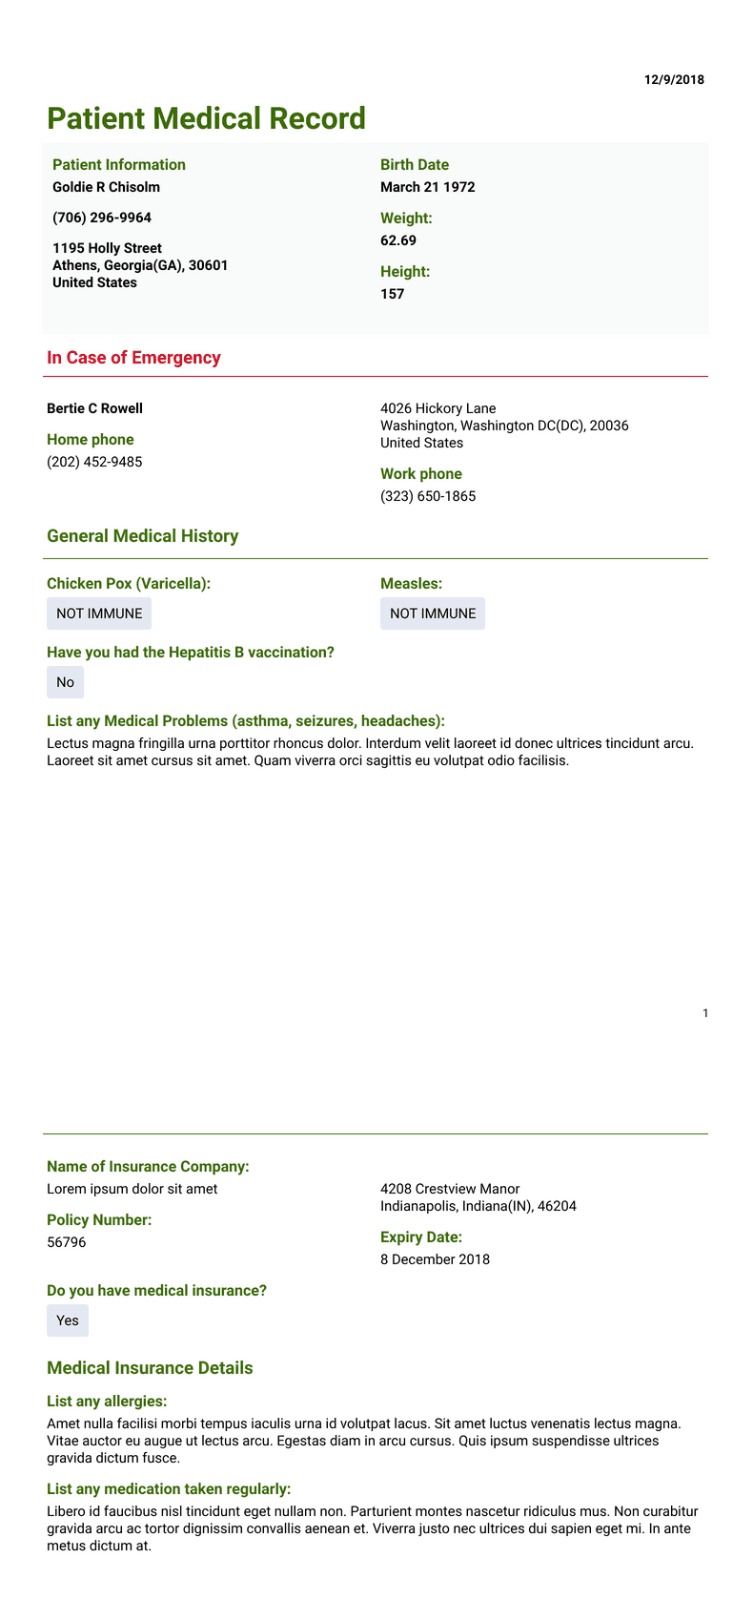 12/9/2018
Patient Medical Record
Patient Information
Goldie R Chisolm
(706) 296-9964
1195 Holly Street
Athens, Georgia(GA), 30601
United States
Birth Date
March 21 1972
Weight:
62.69
Height:
157
In Case of Emergency
Bertie C Rowell
Home phone
(202) 452-9485
4026 Hickory Lane
Washington, Washington DC(DC), 20036
United States
Work phone
(323) 650-1865
General Medical History
Chicken Pox (Varicella):
NOT IMMUNE
Measles:
NOT IMMUNE
Have you had the Hepatitis B vaccination?
No
List any Medical Problems (asthma, seizures, headaches):
Lectus magna fringilla urna porttitor rhoncus dolor. Interdum velit laoreet id donec ultrices tincidunt arcu.
Laoreet sit amet cursus sit amet. Quam viverra orci sagittis eu volutpat odio facilisis.
1
Name of Insurance Company:
Lorem ipsum dolor sit amet
Policy Number:
56796
4208 Crestview Manor
Indianapolis, Indiana(IN), 46204
Expiry Date:
8 December 2018
Do you have medical insurance?
Yes
Medical Insurance Details
List any allergies:
Amet nulla facilisi morbi tempus iaculis urna id volutpat lacus. Sit amet luctus venenatis lectus magna.
Vitae auctor eu augue ut lectus arcu. Egestas diam in arcu cursus. Quis ipsum suspendisse ultrices
gravida dictum fusce.
List any medication taken regularly:
Libero id faucibus nisl tincidunt eget nullam non. Parturient montes nascetur ridiculus mus. Non curabitur
gravida arcu ac tortor dignissim convallis aenean et. Viverra justo nec ultrices dui sapien eget mi. In ante
metus dictum at.